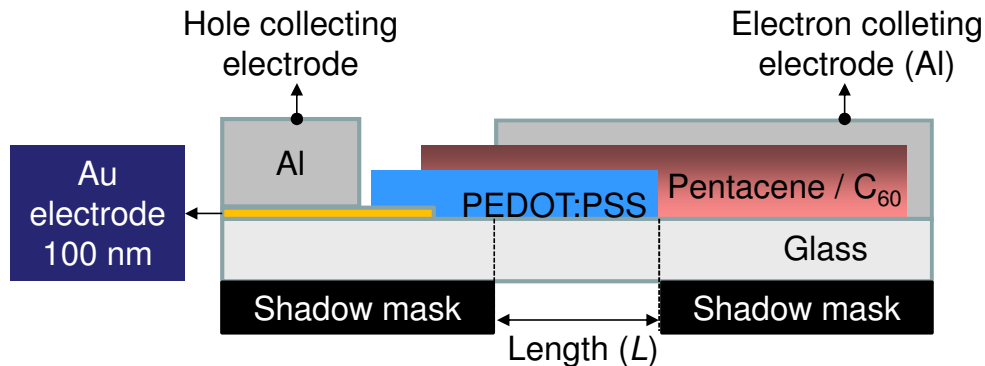 Hole collecting
electrode
Electron colleting
electrode (Al)
Al
Au
electrode
100 nm
PEDOT:PSS
Pentacene / C60
Glass
Shadow mask
Shadow mask
Length (L)